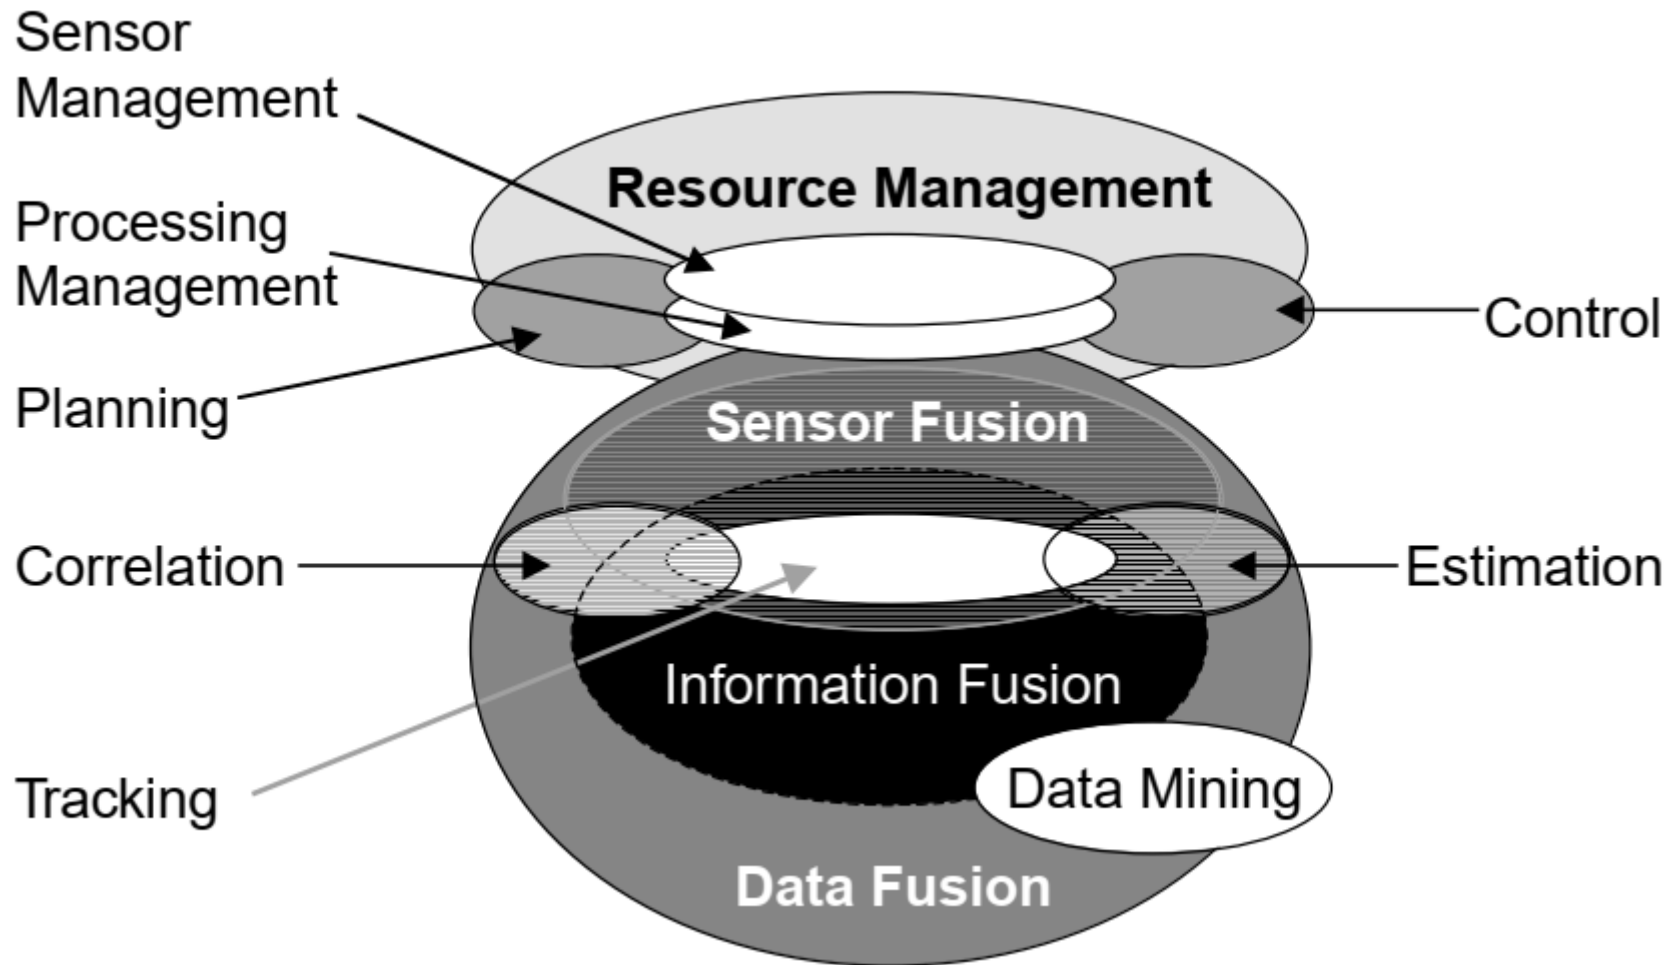 Sensor
Management
Resource Management
Processing
Management
Control
Planning
Sensor Fusion
Correlation
Estimation
Information Fusion
Tracking
Data Mining
Data Fusion